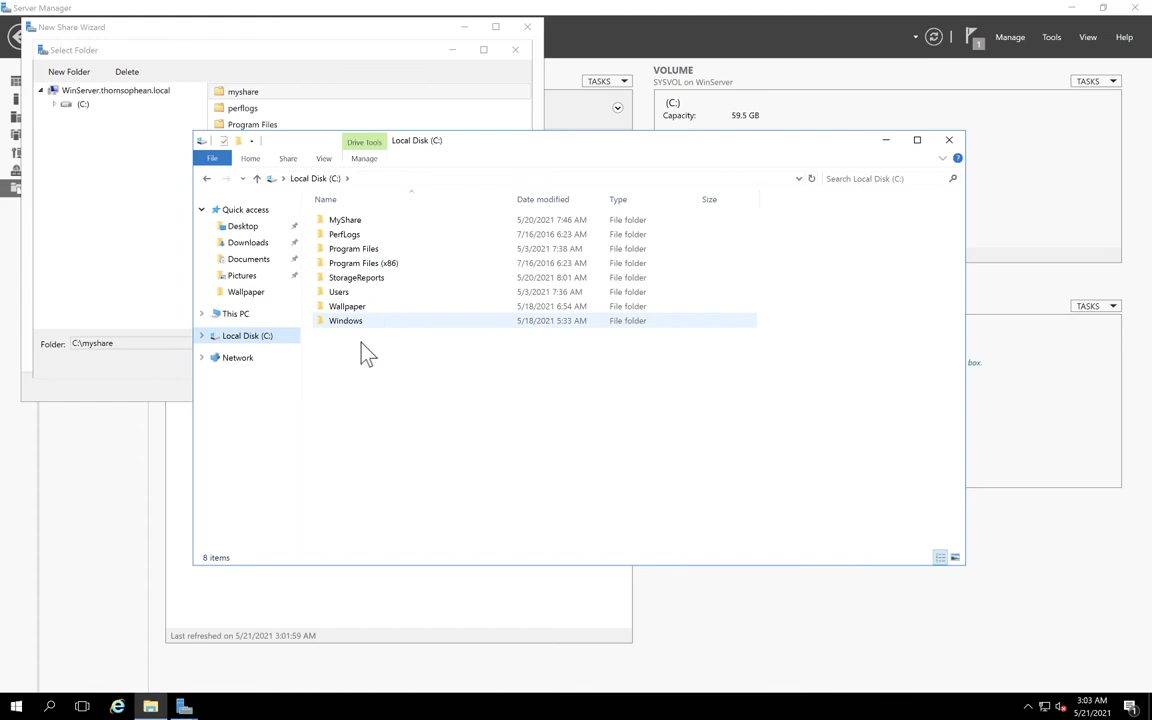 Server Manager
New Share Wizard
Select Folder
New Folder Delete
WinServer.thornsophean.local
(C:)
myshare
perflogs
Program Files
Folder: C:\myshare
1
Manage Tools View Help
TASKS
VOLUME
SYSVOL on WinServer
TASKS
(C:)
Capacity: 59.5 GB
TASKS
box.
Drive Tools
Local Disk (C:)
File Home Share View Manage
Local Disk (C:)
Search Local Disk (C:)
Quick access
Desktop
Downloads
Documents
Pictures
Wallpaper
This PC
Local Disk (C:)
Network
Name Date modified Type Size
MyShare 5/20/2021 7:46 AM File folder
PerfLogs 7/16/2016 6:23 AM File folder
Program Files 5/3/2021 7:38 AM File folder
Program Files (x86) 7/16/2016 6:23 AM File folder
StorageReports 5/20/2021 8:01 AM File folder
Users 5/3/2021 7:36 AM File folder
Wallpaper 5/18/2021 6:54 AM File folder
Windows 5/18/2021 5:33 AM File folder
8 items
Last refreshed on 5/21/2021 3:01:59 AM
3:03 AM
5/21/2021
1